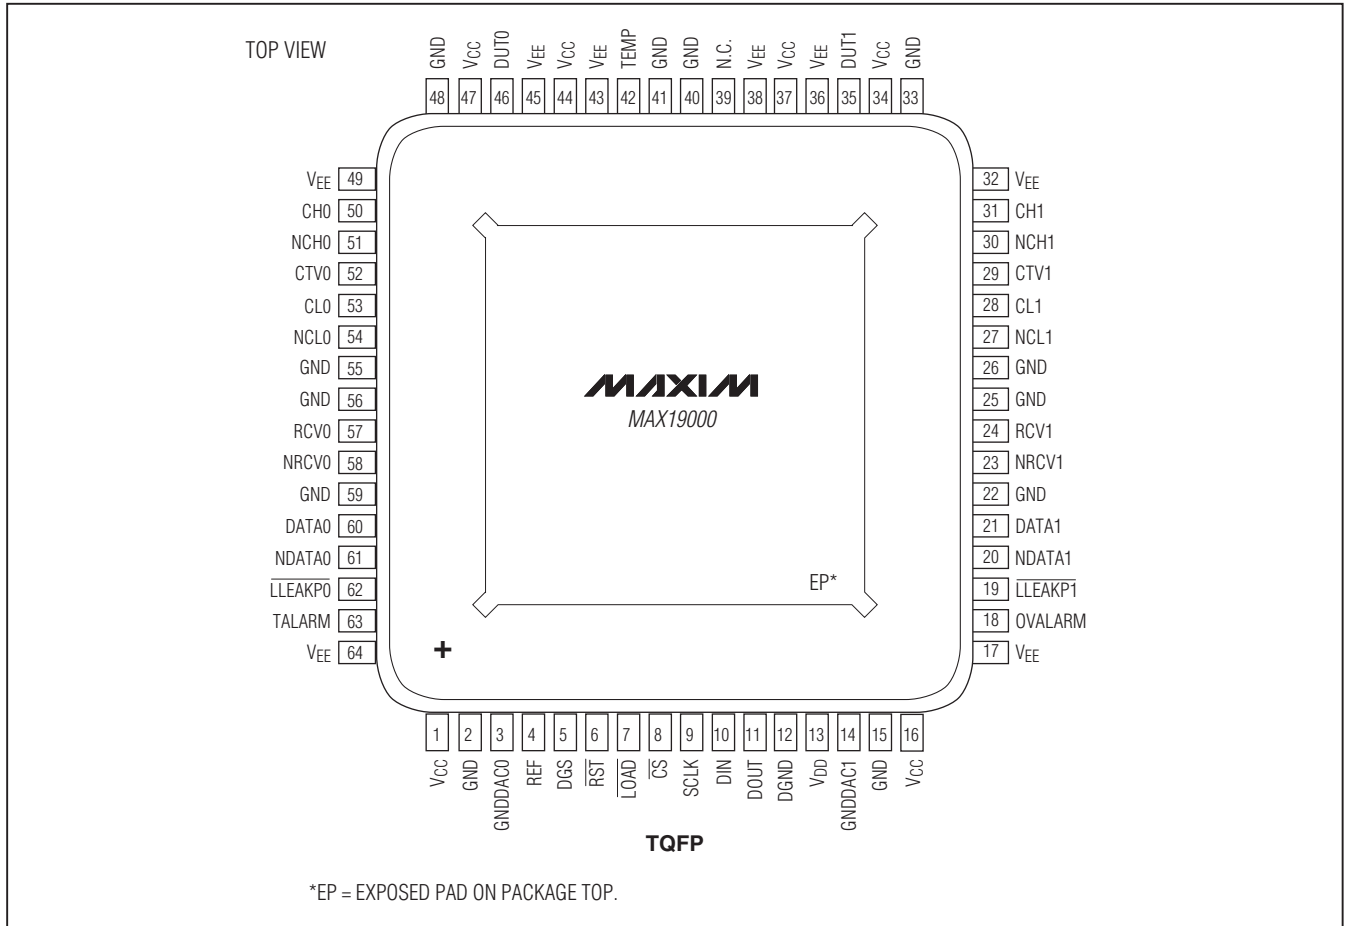 TOP VIEW
GND VCC DUT0 VEE VCC VEE TEMP GND GND N.C. VEE VCC VEE DUT1 VCC GND
48 47 46 45 44 43 42 41 40 39 38 37 36 35 34 33
VEE 49 32 VEE
CH0 50 31 CH1
NCH0 51 30 NCH1
CTV0 52 29 CTV1
CL0 53 28 CL1
NCL0 54 27 NCL1
GND 55 26 GND
GND 56 25 GND
MAXIM
MAX19000
RCV0 57 24 RCV1
NRCV0 58 23 NRCV1
GND 59 22 GND
DATA0 60 21 DATA1
NDATA0 61 20 NDATA1
EP*
LLEAKP0 62 19 LLEAKP1
TALARM 63 18 OVALARM
VEE 64 + 17 VEE
1 2 3 4 5 6 7 8 9 10 11 12 13 14 15 16
VCC GND GNDDAC0 REF DGS RST LOAD CS SCLK DIN DOUT DGND VDD GNDDAC1 GND VCC
TQFP
*EP = EXPOSED PAD ON PACKAGE TOP.